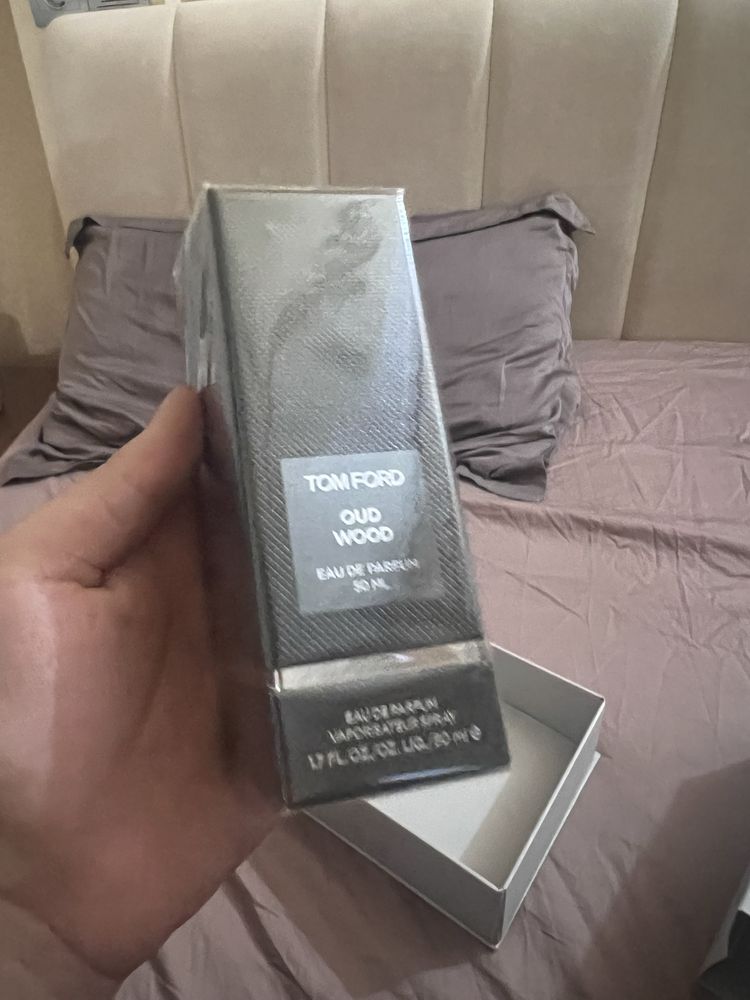 TOM FORD
OUD
WOOD
EAU DE PARFUM
50 ML
EAU DE PARFUM
VAPORISATEUR SPRAY
1.7 FL. OZ./OZ. LIQ./50 ml ℮